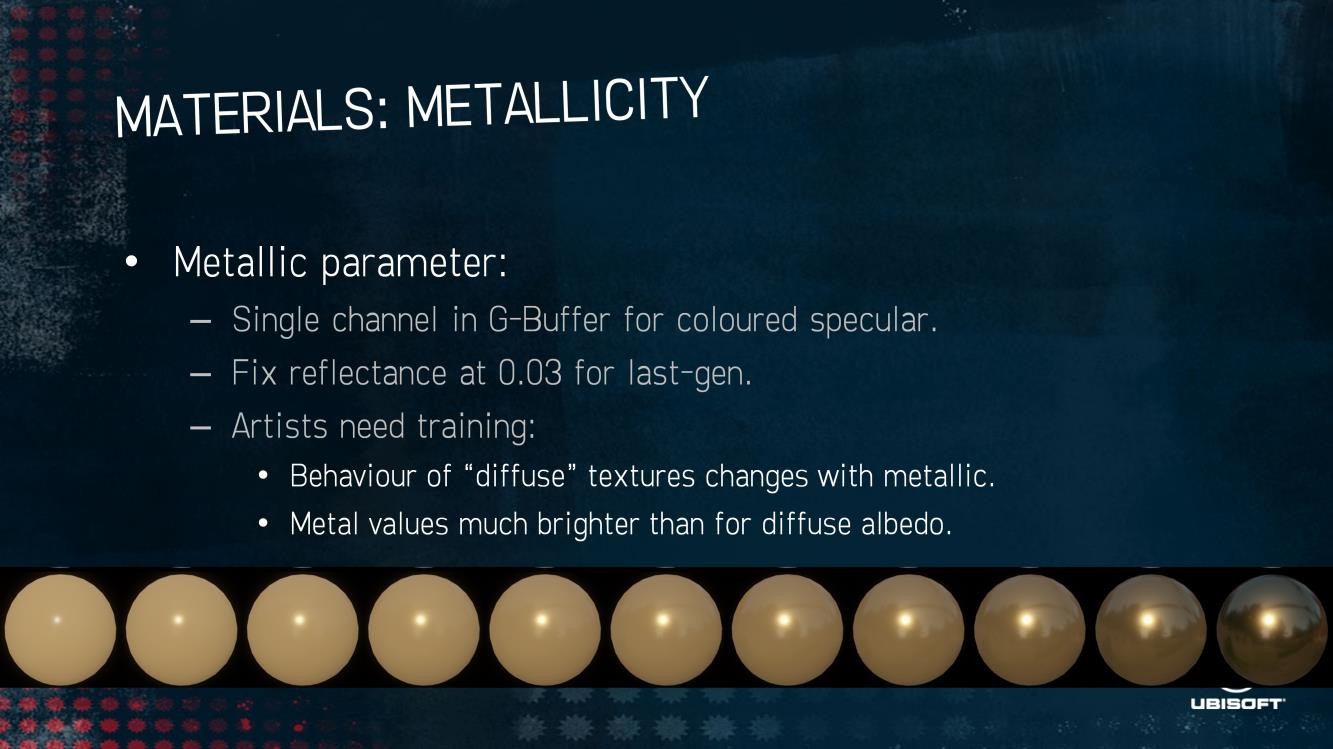 MATERIALS: METALLICITY
• Metallic parameter:
– Single channel in G-Buffer for coloured specular.
– Fix reflectance at 0.03 for last-gen.
– Artists need training:
• Behaviour of “diffuse” textures changes with metallic.
• Metal values much brighter than for diffuse albedo.
UBISOFT